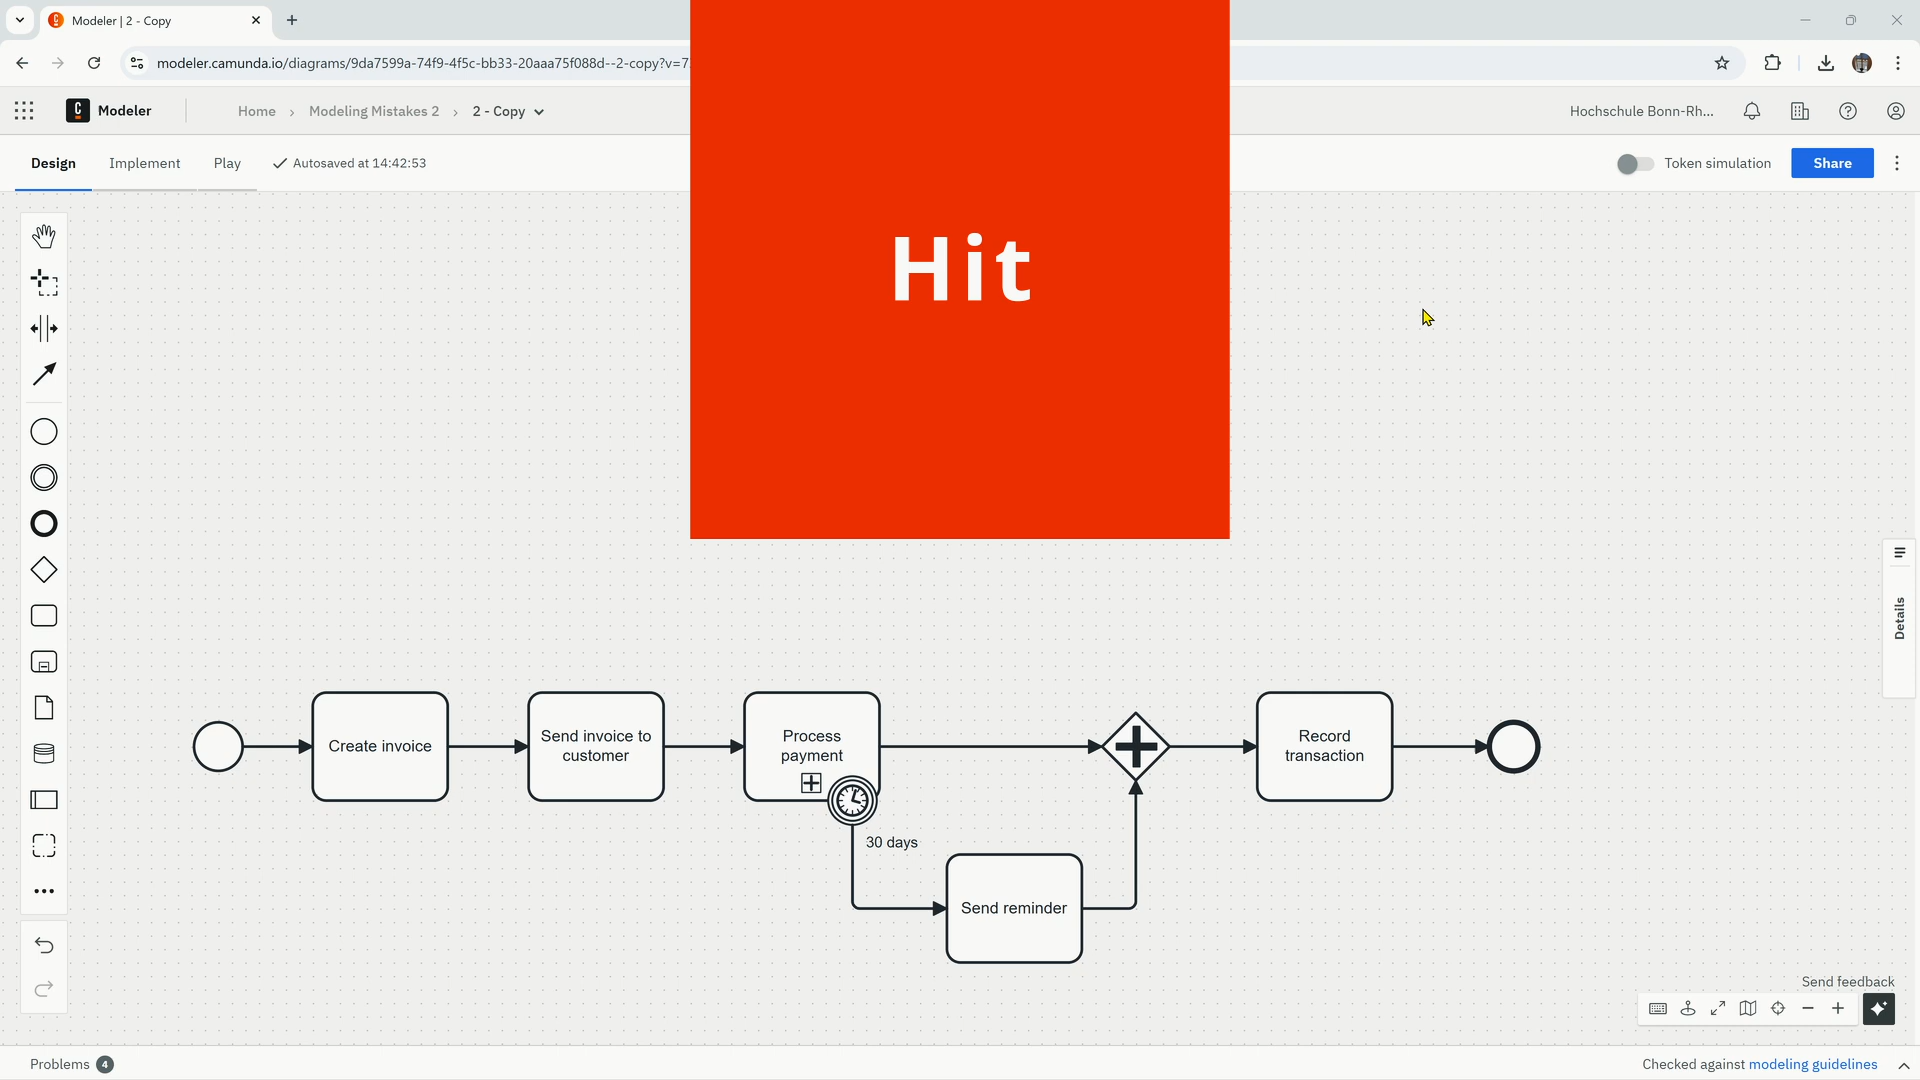 Modeler | 2 - Copy
modeler.camunda.io/diagrams/9da7599a-74f9-4f5c-bb33-20aaa75f088d--2-copy?v=7
Modeler
Home > Modeling Mistakes 2 > 2 - Copy
Hochschule Bonn-Rh...
Design
Implement
Play
Autosaved at 14:42:53
Token simulation
Share
Hit
Details
Create invoice
Send invoice to
customer
Process
payment
Record
transaction
30 days
Send reminder
Send feedback
Problems 4
Checked against modeling guidelines